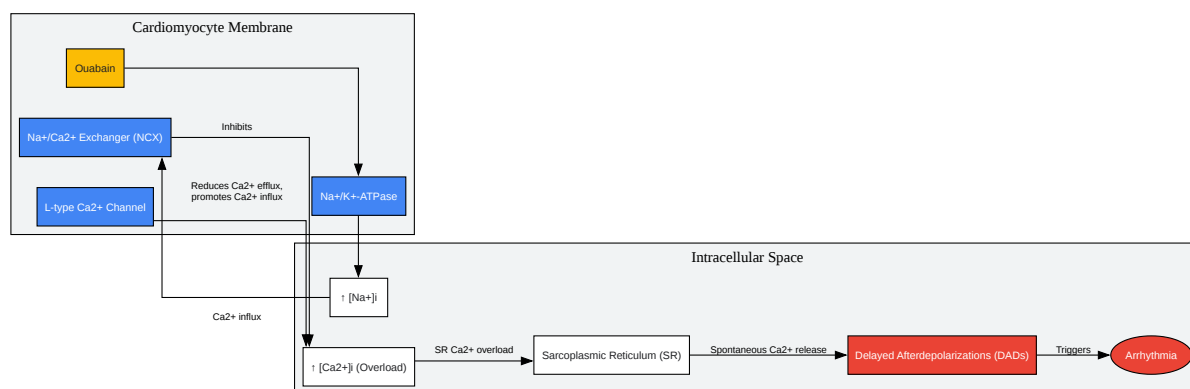 Cardiomyocyte Membrane
Ouabain
Na+/Ca2+ Exchanger (NCX)
Inhibits
Reduces Ca2+ efflux,
promotes Ca2+ influx
L-type Ca2+ Channel
Na+/K+-ATPase
Intracellular Space
↑ [Na+]i
Ca2+ influx
↑ [Ca2+]i (Overload)
SR Ca2+ overload
Sarcoplasmic Reticulum (SR)
Spontaneous Ca2+ release
Delayed Afterdepolarizations (DADs)
Triggers
Arrhythmia